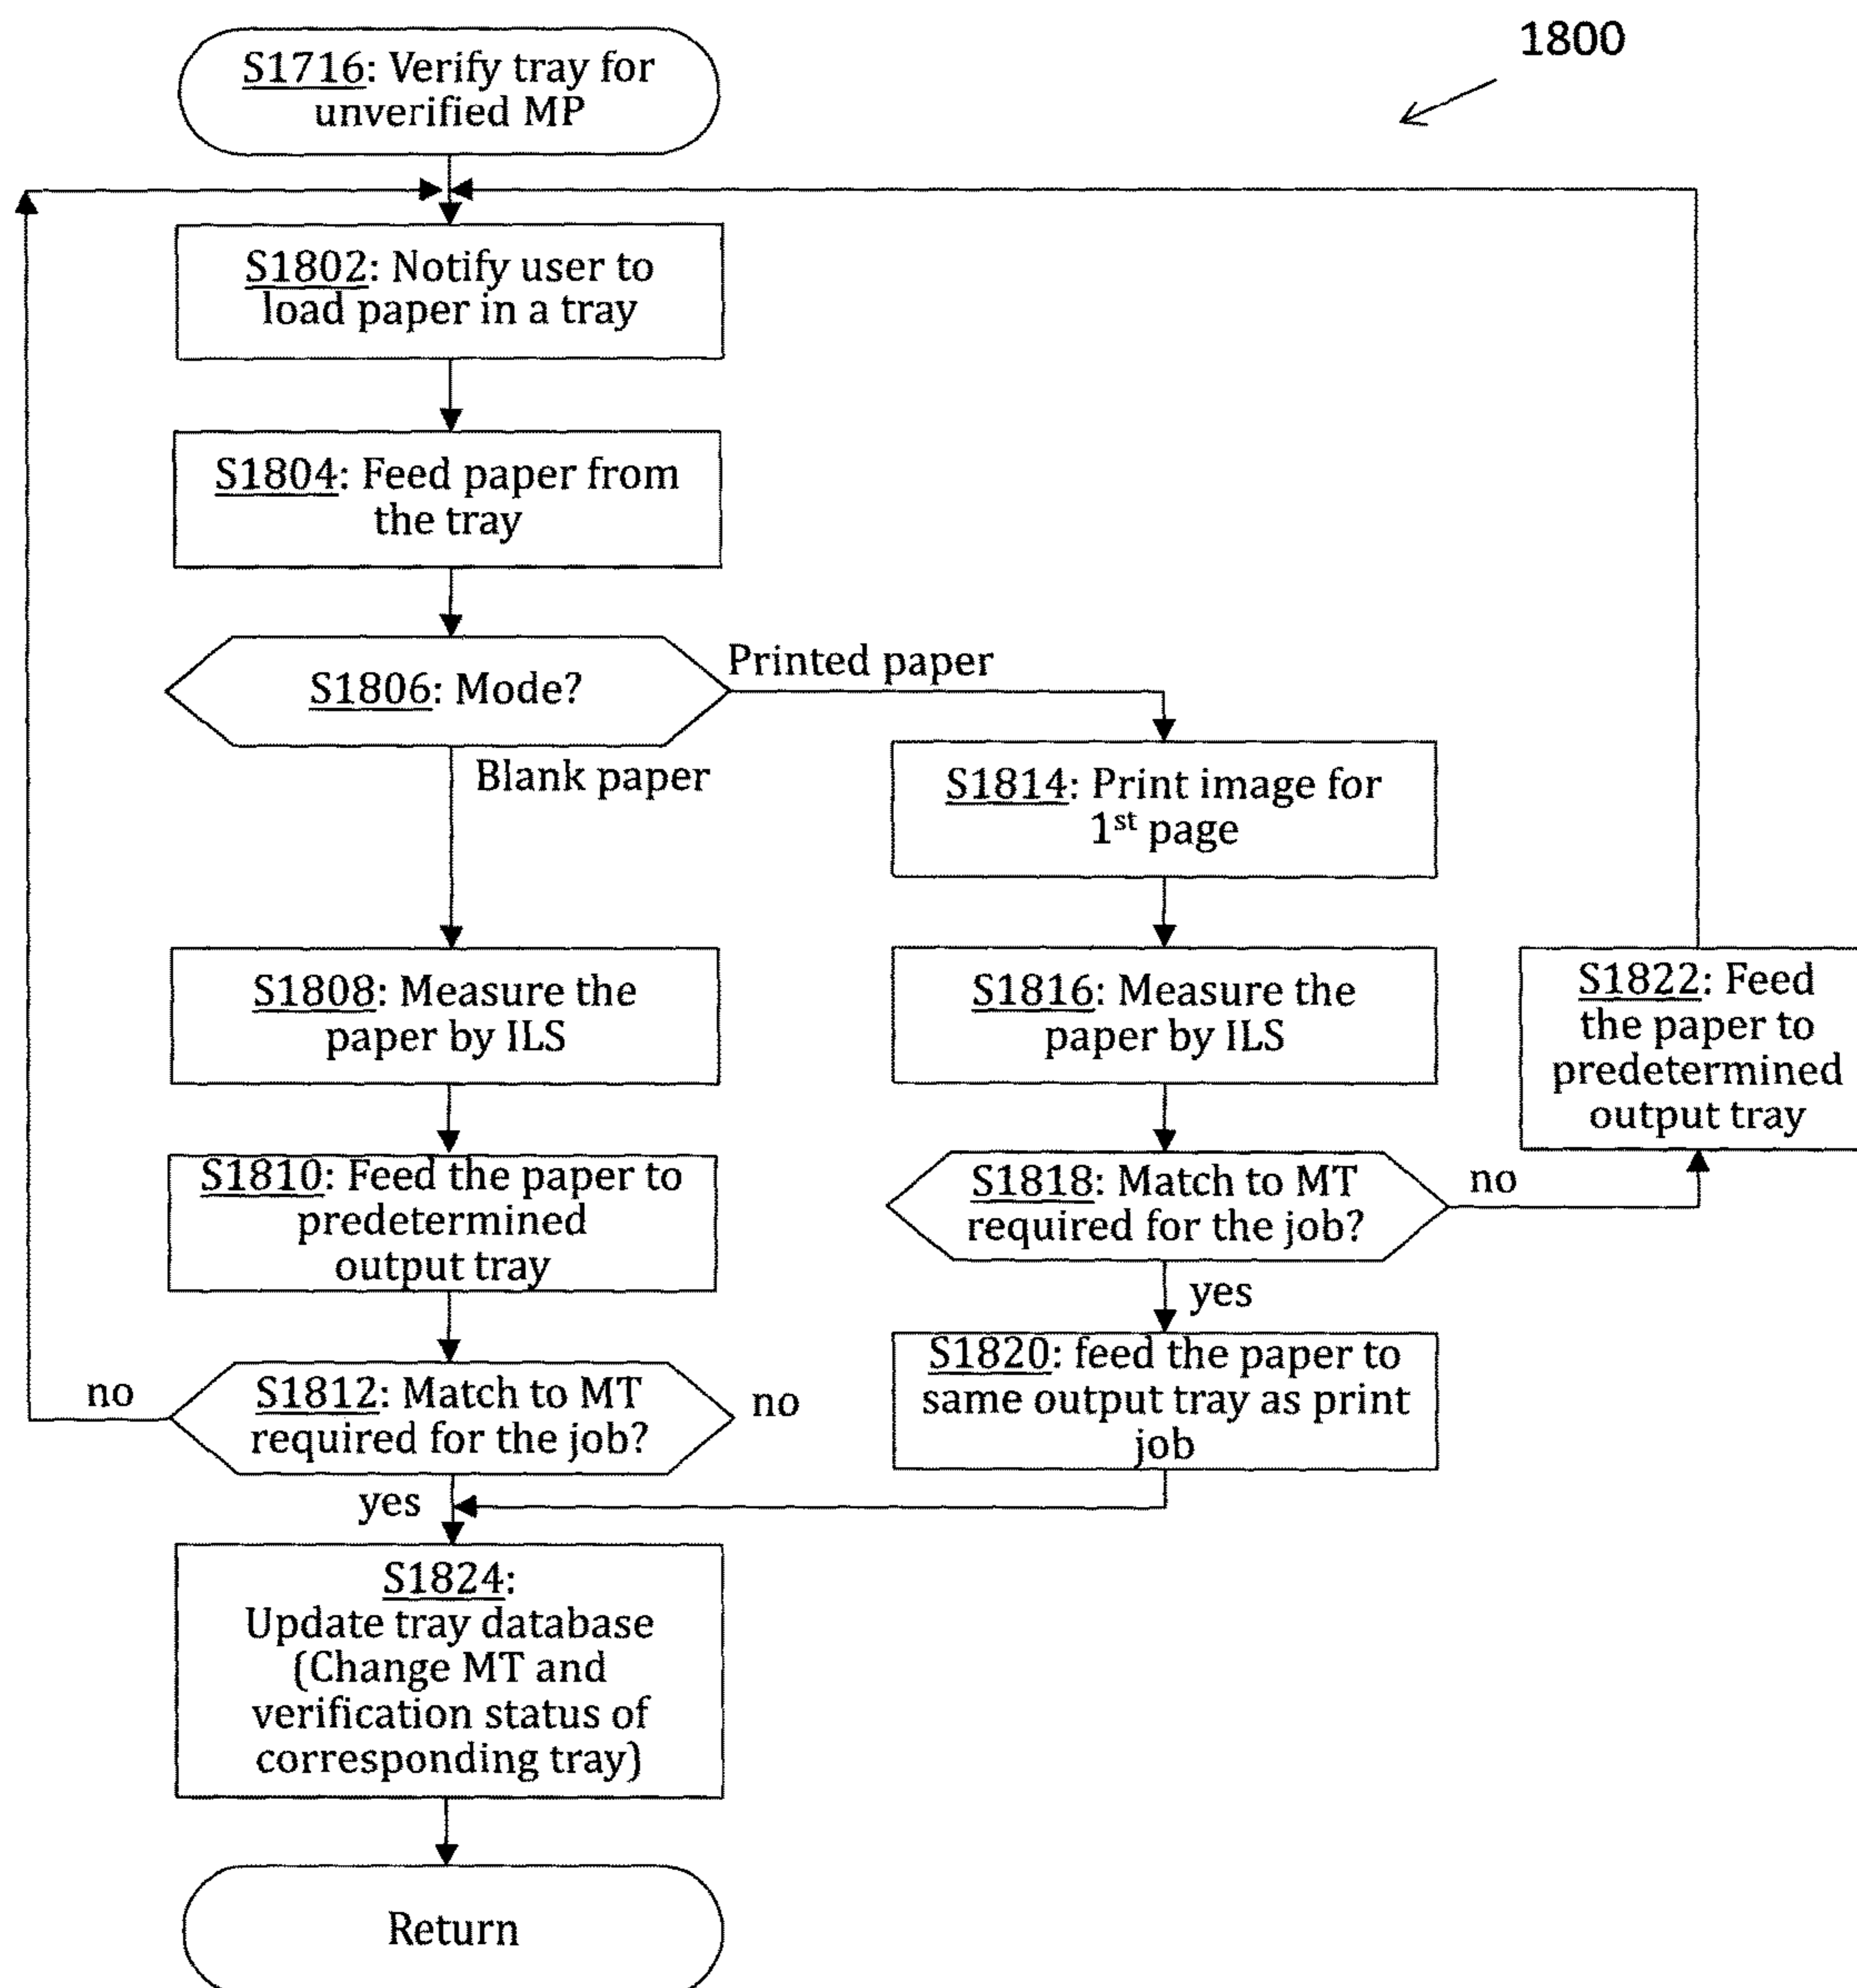 1800
S1716: Verify tray for
unverified MP
S1802: Notify user to
load paper in a tray
S1804: Feed paper from
the tray
S1806: Mode?
Printed paper
Blank paper
S1814: Print image for
1st page
S1808: Measure the
paper by ILS
S1816: Measure the
paper by ILS
S1822: Feed
the paper to
predetermined
output tray
S1810: Feed the paper to
predetermined
output tray
S1818: Match to MT
required for the job?
no
yes
S1812: Match to MT
required for the job?
no
no
yes
S1820: feed the paper to
same output tray as print
job
S1824:
Update tray database
(Change MT and
verification status of
corresponding tray)
Return